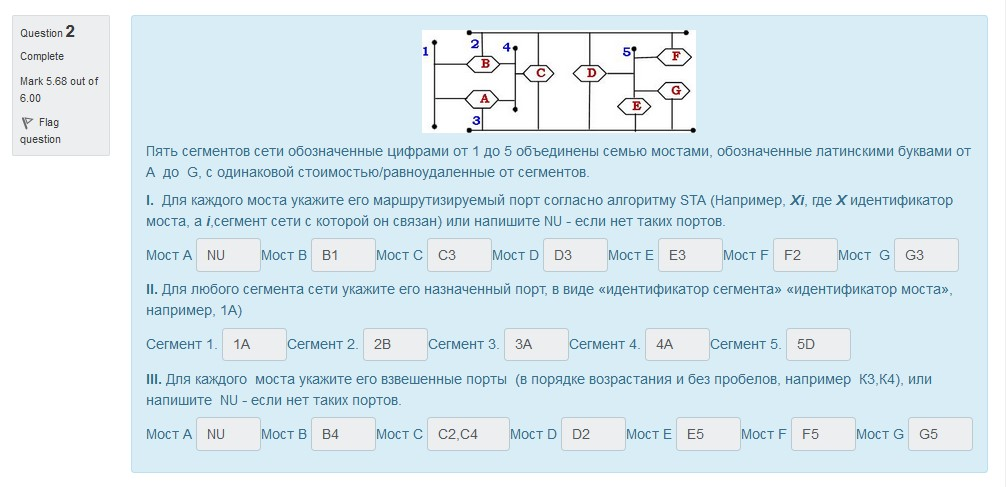 Question 2
Complete
Mark 5.68 out of
6.00
Flag
question
1 2 4 5
B C D F
A G
E
3
Пять сегментов сети обозначенные цифрами от 1 до 5 объединены семью мостами, обозначенные латинскими буквами от
А до G, с одинаковой стоимостью/равноудаленные от сегментов.
I. Для каждого моста укажите его маршрутизируемый порт согласно алгоритму STA (Например, Xi, где X идентификатор
моста, а i,сегмент сети с которой он связан) или напишите NU - если нет таких портов.
Мост A NU Мост B B1 Мост C C3 Мост D D3 Мост E E3 Мост F F2 Мост G G3
II. Для любого сегмента сети укажите его назначенный порт, в виде «идентификатор сегмента» «идентификатор моста»,
например, 1А)
Сегмент 1. 1A Сегмент 2. 2B Сегмент 3. 3A Сегмент 4. 4A Сегмент 5. 5D
III. Для каждого моста укажите его взвешенные порты (в порядке возрастания и без пробелов, например К3,К4), или
напишите NU - если нет таких портов.
Мост A NU Мост B B4 Мост C C2,C4 Мост D D2 Мост E E5 Мост F F5 Мост G G5